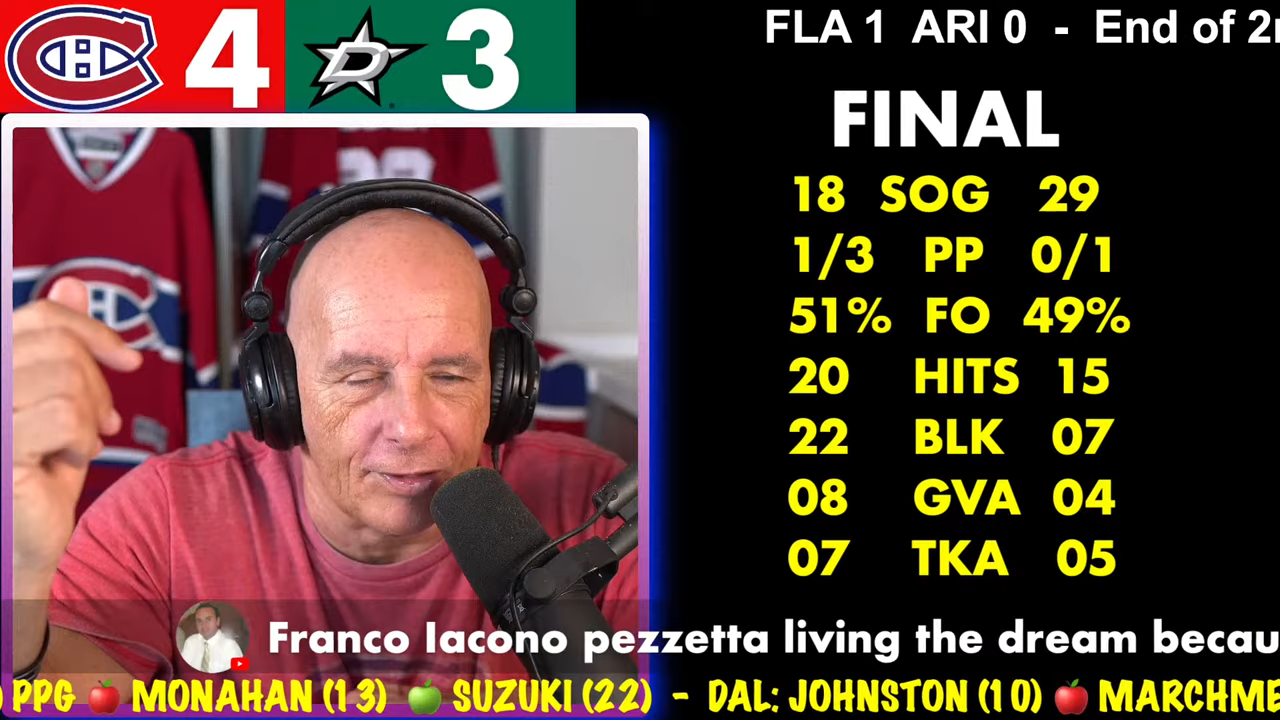 4 3
FLA 1 ARI 0 - End of 2
FINAL
18 SOG 29
1/3 PP 0/1
51% FO 49%
20 HITS 15
22 BLK 07
08 GVA 04
07 TKA 05
Franco Iacono pezzetta living the dream becau
) PPG MONAHAN (13) SUZUKI (22) - DAL: JOHNSTON (10) MARCHME